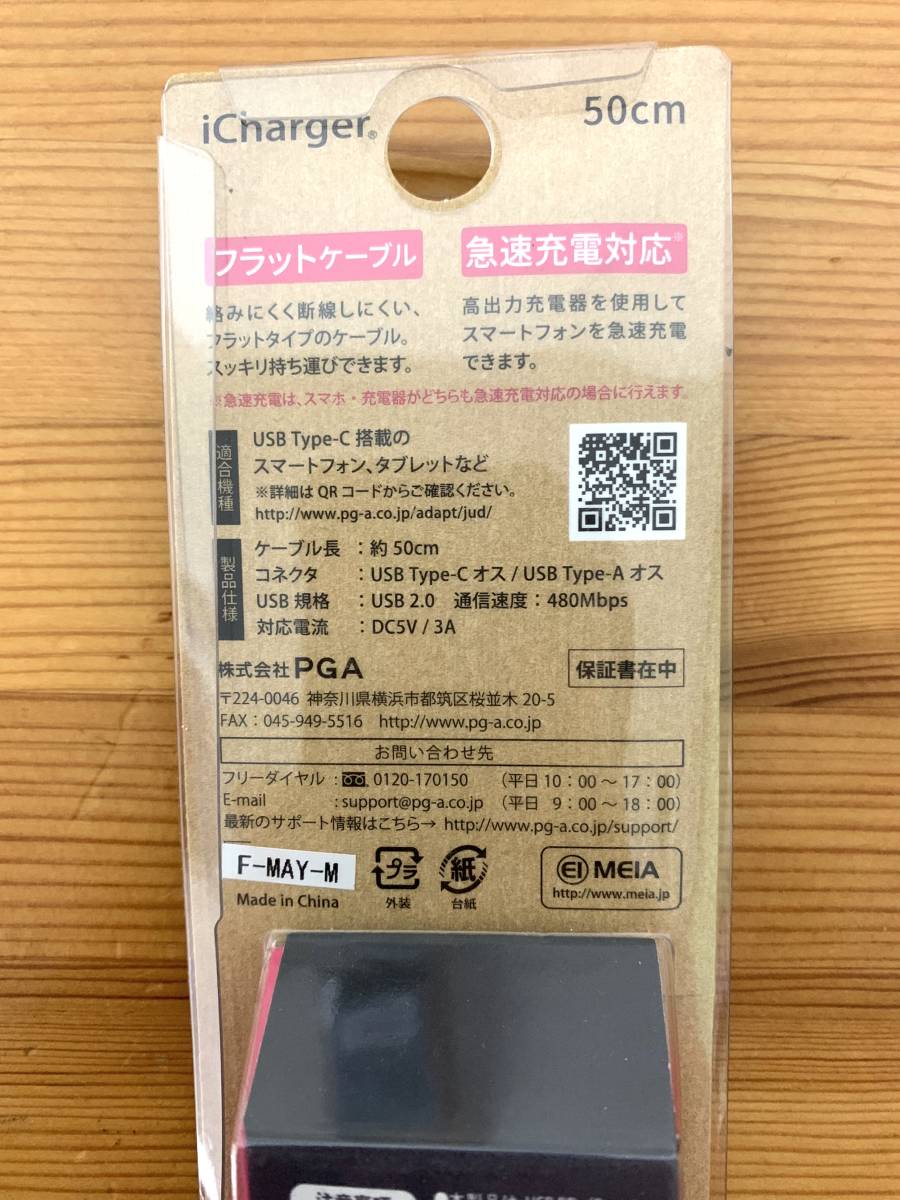 iCharger®
50cm
フラットケーブル
絡みにくく断線しにくい、
フラットタイプのケーブル。
スッキリ持ち運びできます。
急速充電対応※
高出力充電器を使用して
スマートフォンを急速充電
できます。
※急速充電は、スマホ・充電器がどちらも急速充電対応の場合に行えます。
適合機種
USB Type-C 搭載の
スマートフォン、タブレットなど
※詳細は QR コードからご確認ください。
http://www.pg-a.co.jp/adapt/jud/
製品仕様
ケーブル長 ：約 50cm
コネクタ ：USB Type-C オス / USB Type-A オス
USB 規格 ：USB 2.0 通信速度：480Mbps
対応電流 ：DC5V / 3A
株式会社 PGA
保証書在中
〒224-0046 神奈川県横浜市都筑区桜並木 20-5
FAX：045-949-5516 http://www.pg-a.co.jp
お問い合わせ先
フリーダイヤル : 0120-170150 （平日 10：00 ～ 17：00）
E-mail :support@pg-a.co.jp （平日 9：00 ～ 18：00）
最新のサポート情報はこちら→ http://www.pg-a.co.jp/support/
F-MAY-M
Made in China
プラ
外装
紙
台紙
EI MEIA
http://www.meia.jp
注意事項